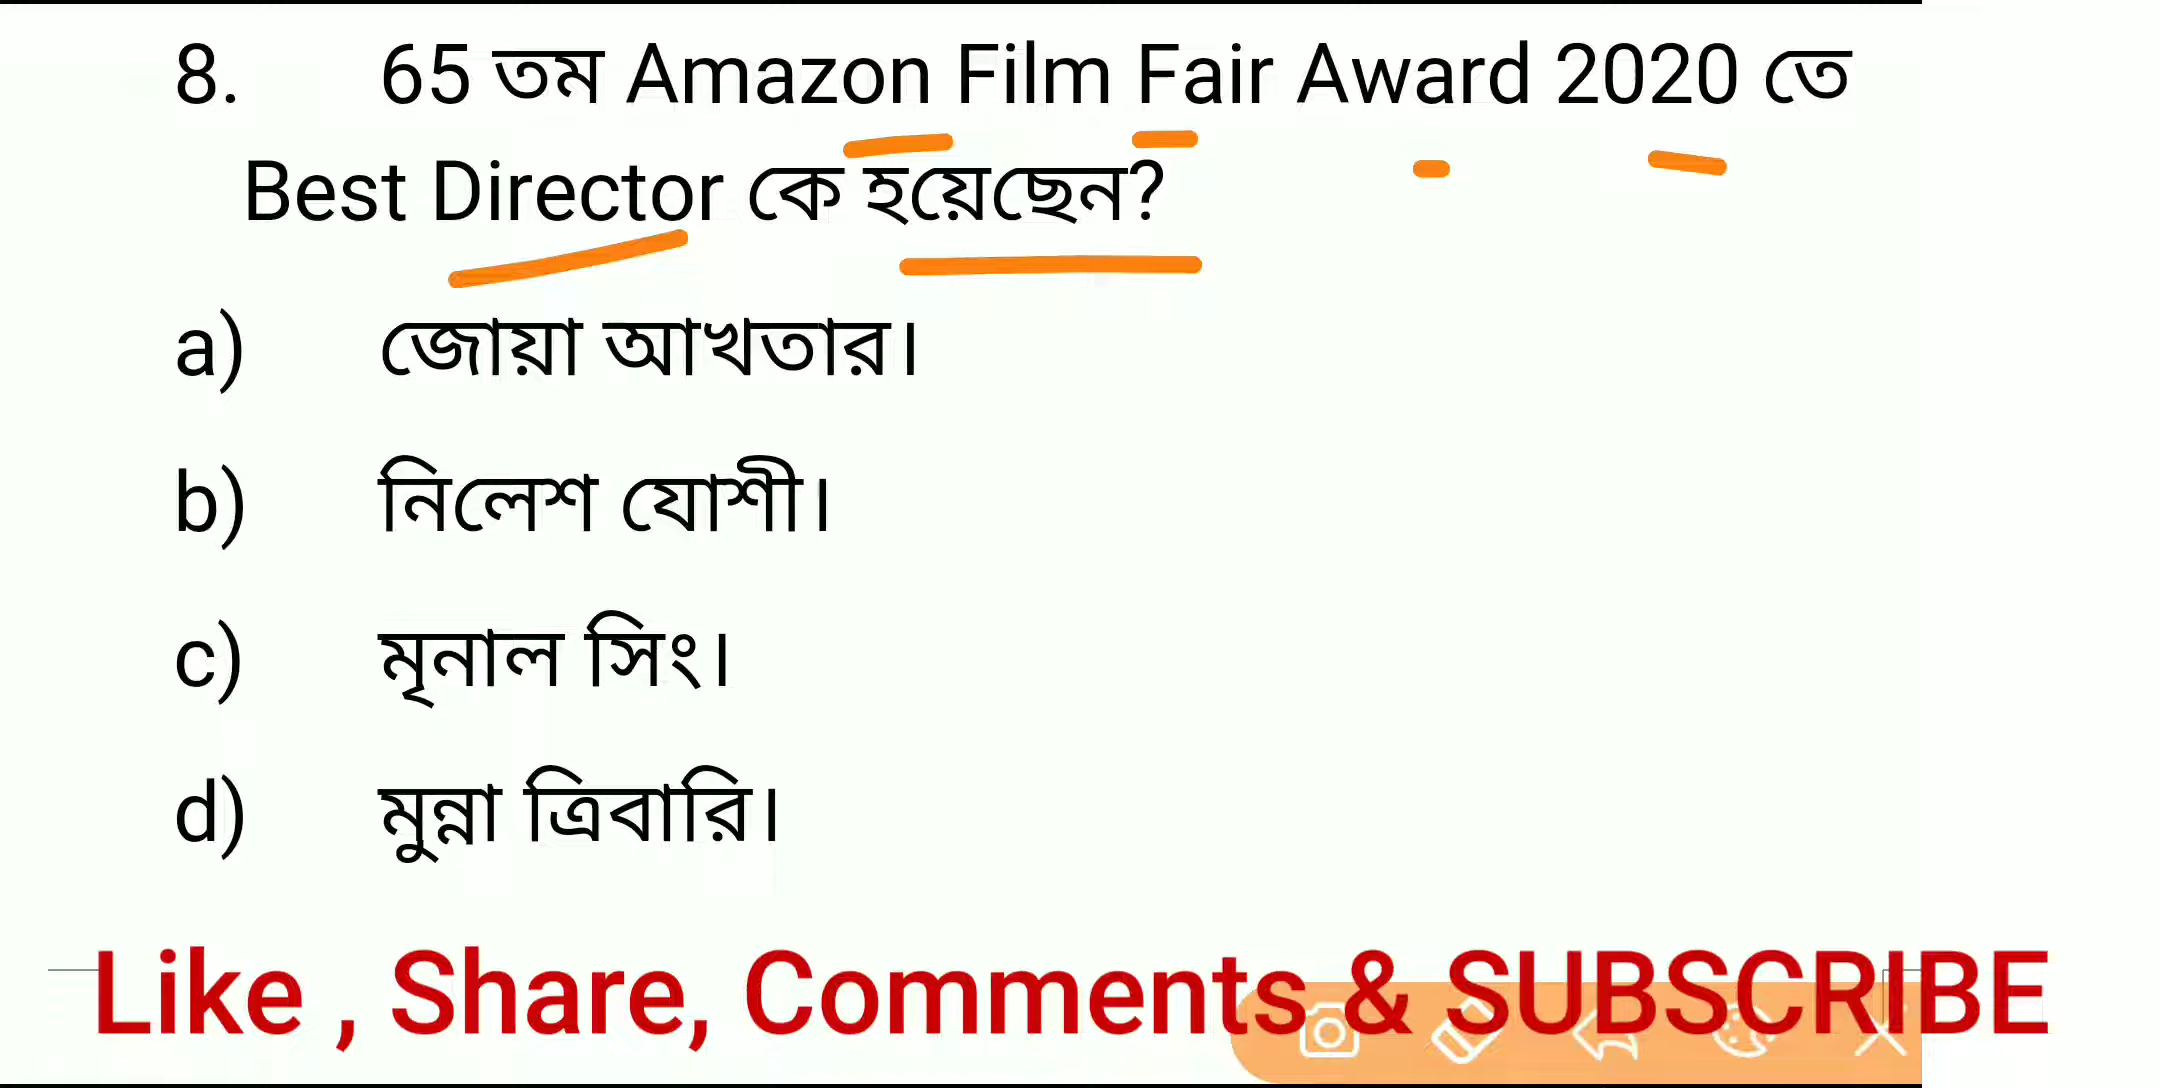 8. 65 তম Amazon Film Fair Award 2020 তে
Best Director কে হয়েছেন?
a) জোয়া আখতার।
b) নিলেশ যোশী।
c) মৃনাল সিং।
d) মুন্না ত্রিবারি।
Like , Share, Comments & SUBSCRIBE